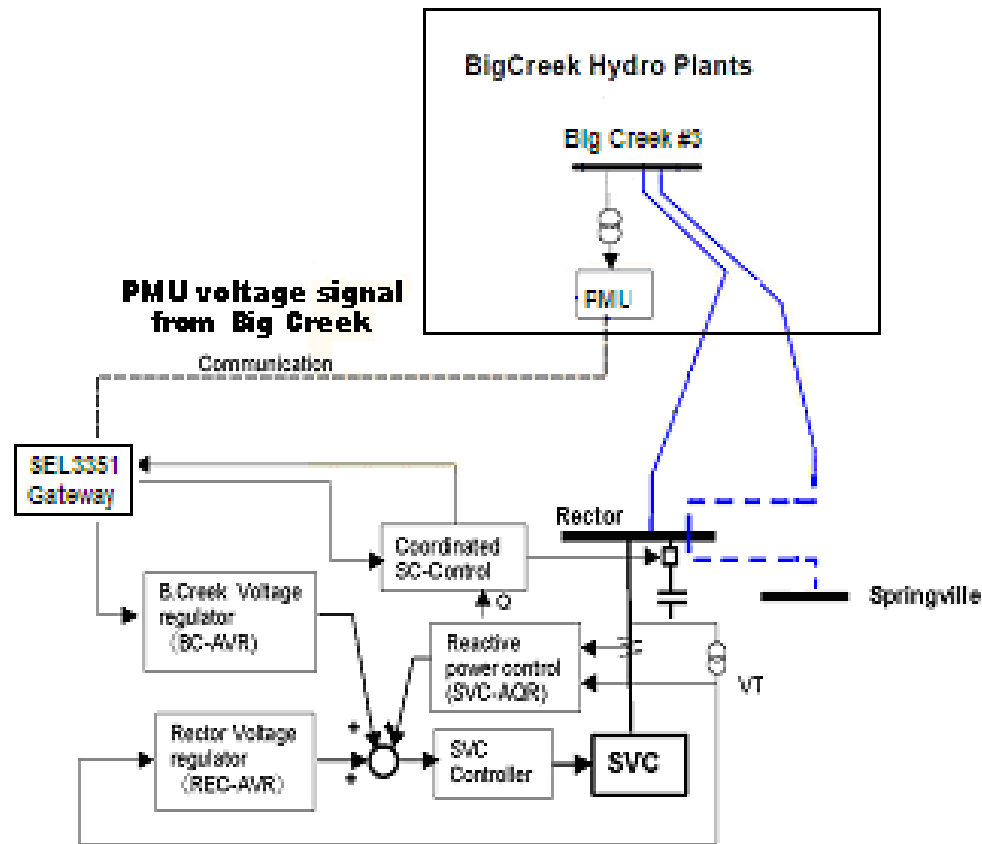 BigCreek Hydro Plants
Big Creek #3
PMU
PMU voltage signal
from Big Creek
Communication
SEL3351
Gateway
Rector
Coordinated
SC-Control
Springville
B.Creek Voltage
regulator
(BC-AVR)
Q
Reactive
power control
(SVC-AQR)
VT
+
Rector Voltage
regulator
(REC-AVR)
+
SVC
Controller
SVC